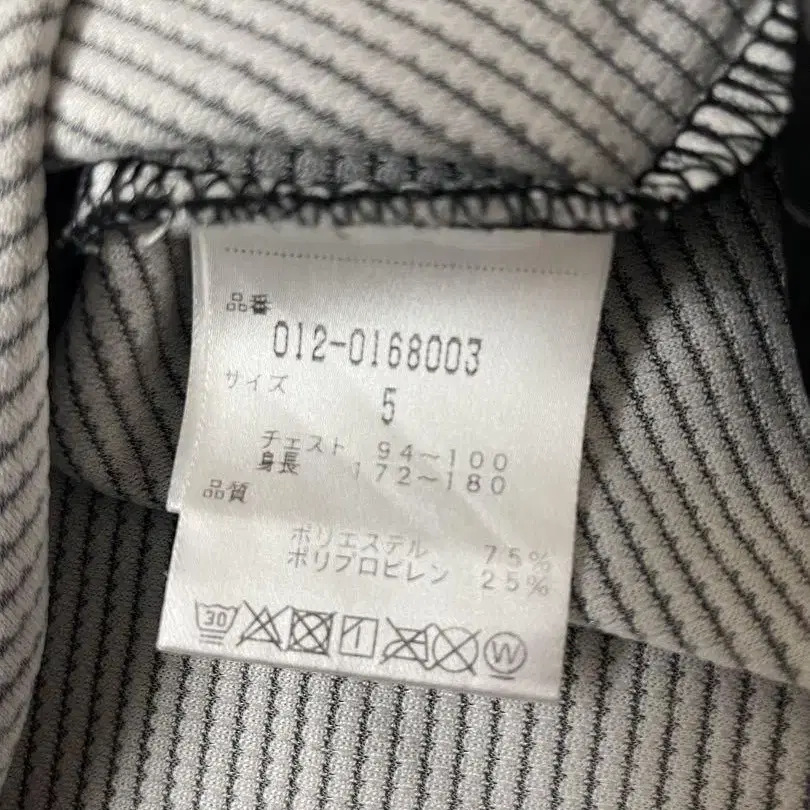 品番
012-0168003
サイズ
5
チェスト 94～100
身長 172～180
品質
ポリエステル 75%
ポリプロピレン 25%
30
W